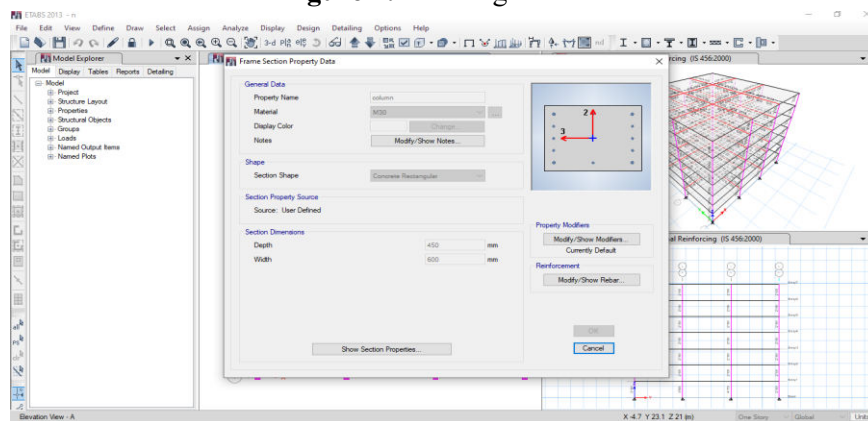 ETABS 2013 - n
File Edit View Define Draw Select Assign Analyze Display Design Detailing Options Help
Model Explorer
Model Display Tables Reports Detailing
Model
Project
Structure Layout
Properties
Structural Objects
Groups
Loads
Named Output Items
Named Plots
Frame Section Property Data
General Data
Property Name column
Material M30
Display Color Change...
Notes Modify/Show Notes...
Shape
Section Shape Concrete Rectangular
Section Property Source
Source: User Defined
Section Dimensions
Depth 450 mm
Width 600 mm
Show Section Properties...
2
3
Property Modifiers
Modify/Show Modifiers...
Currently Default
Reinforcement
Modify/Show Rebar...
OK
Cancel
rcing (IS 456:2000)
al Reinforcing (IS 456:2000)
Elevation View - A
X -4.7 Y 23.1 Z 21 (m)
One Story
Global
Units